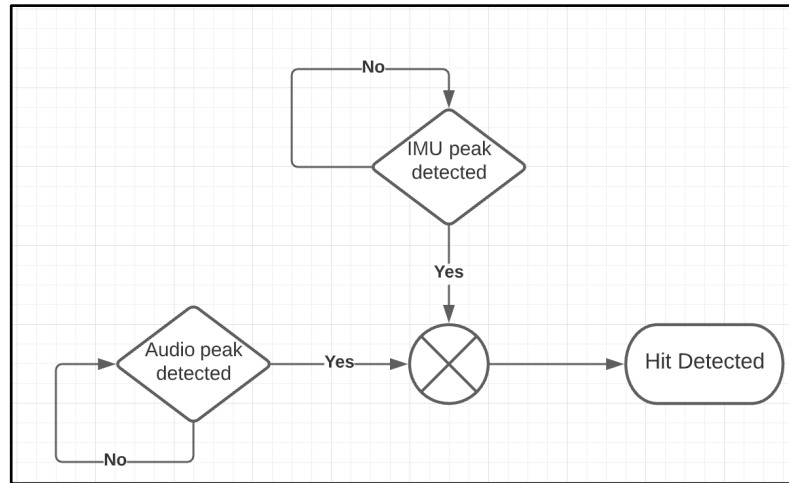 No
IMU peak
detected
Yes
Audio peak
detected
Yes
Hit Detected
No